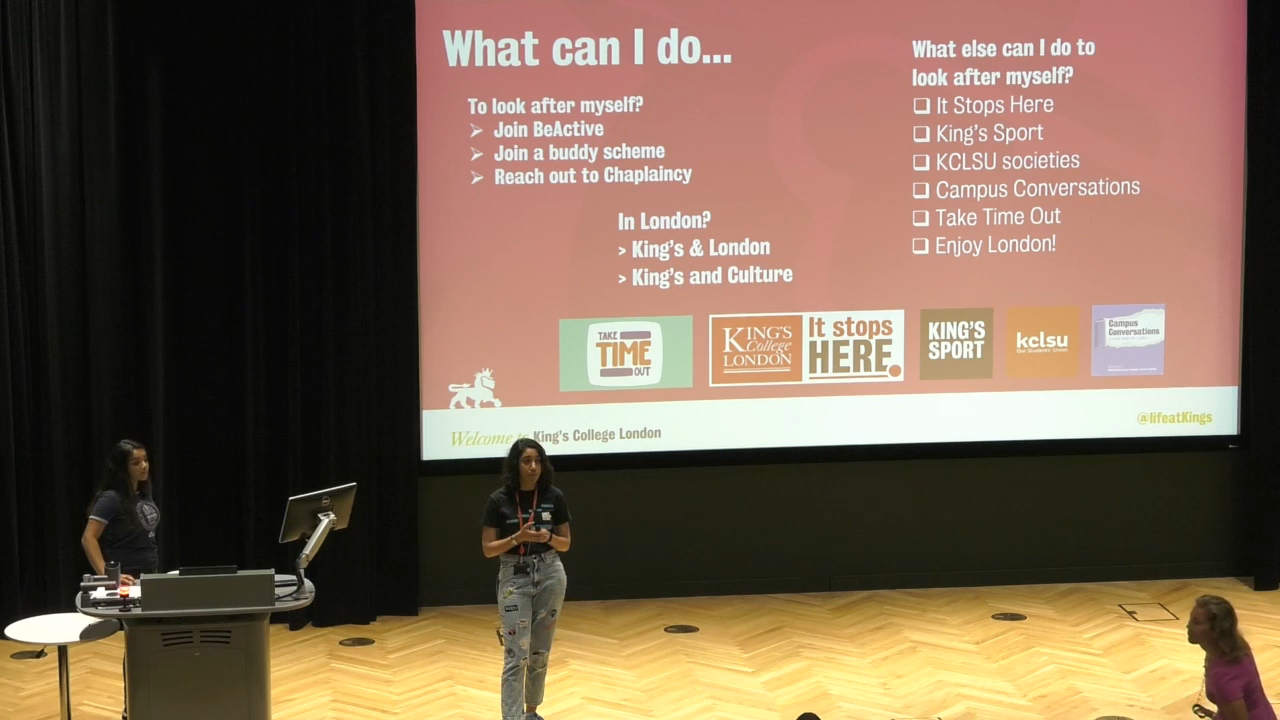 What can I do...
To look after myself?
➢ Join BeActive
➢ Join a buddy scheme
➢ Reach out to Chaplaincy
In London?
> King's & London
> King's and Culture
What else can I do to
look after myself?
❑ It Stops Here
❑ King's Sport
❑ KCLSU societies
❑ Campus Conversations
❑ Take Time Out
❑ Enjoy London!
TAKE
TIME
OUT
KING'S
College
LONDON
It stops
HERE.
KING'S
SPORT
kclsu
Our Students' Union
Campus
Conversations
Welcome to King's College London
@lifeatKings